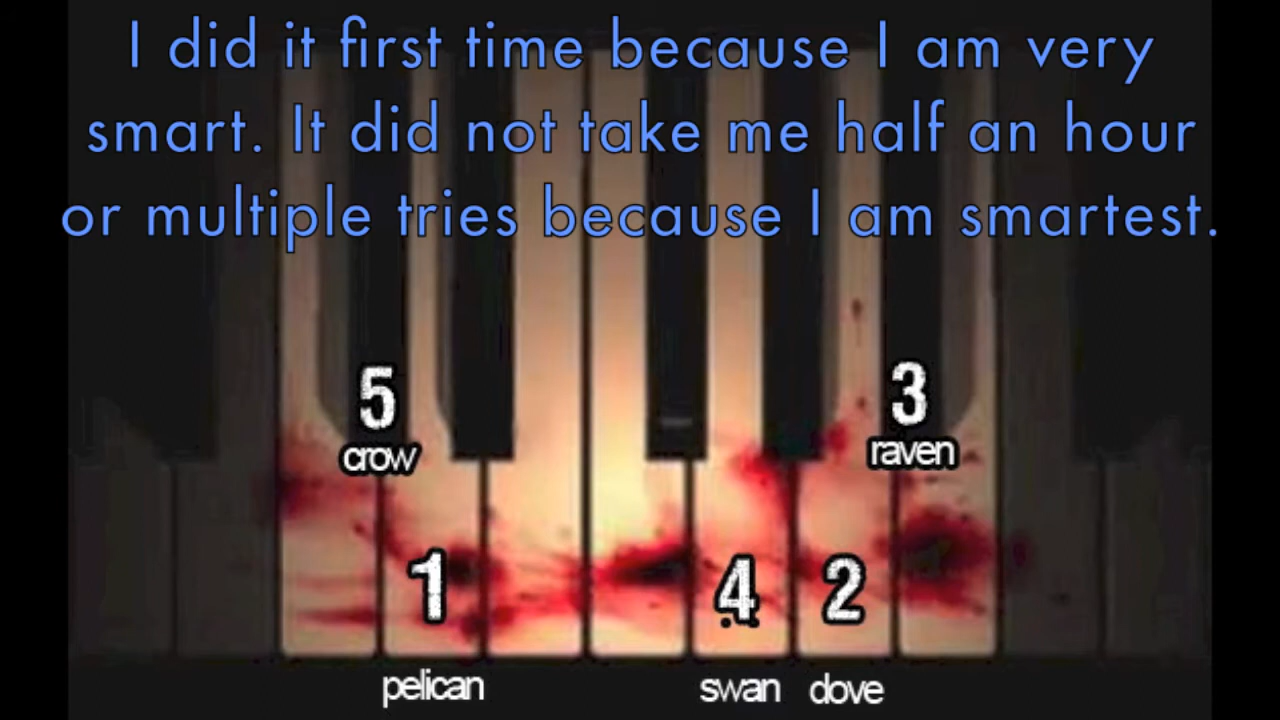 I did it first time because I am very
smart. It did not take me half an hour
or multiple tries because I am smartest.
5
3
crow
raven
1
4
2
pelican
swan
dove